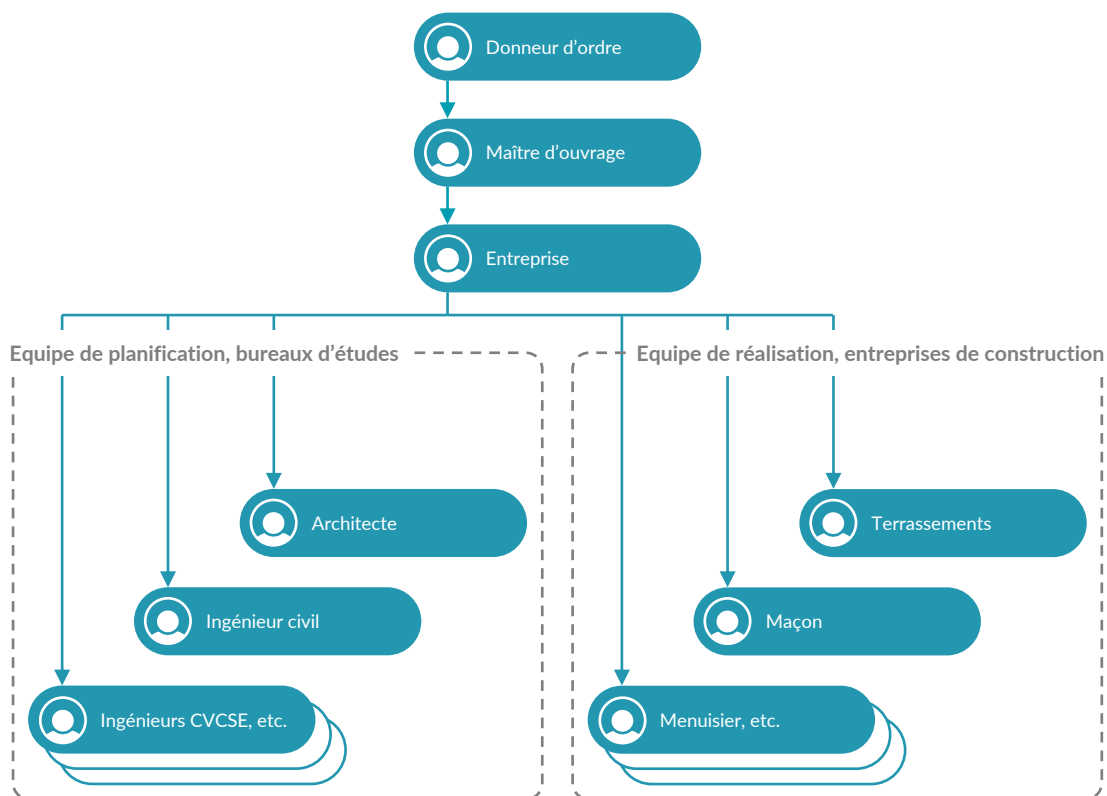 Donneur d’ordre
Maître d’ouvrage
Entreprise
Equipe de planification, bureaux d’études
Equipe de réalisation, entreprises de construction
Architecte
Terrassements
Ingénieur civil
Maçon
Ingénieurs CVCSE, etc.
Menuisier, etc.